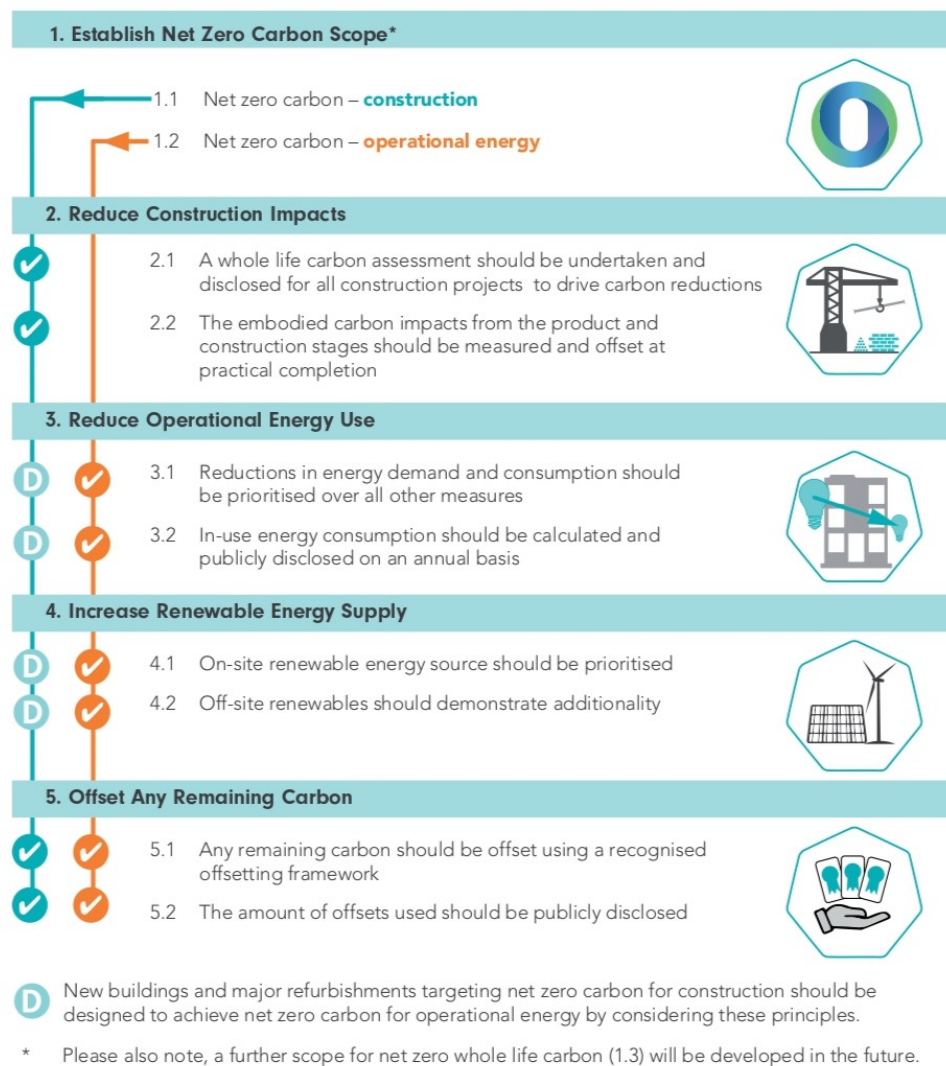 1. Establish Net Zero Carbon Scope*
1.1 Net zero carbon – construction
1.2 Net zero carbon – operational energy
2. Reduce Construction Impacts
2.1 A whole life carbon assessment should be undertaken and
disclosed for all construction projects to drive carbon reductions
2.2 The embodied carbon impacts from the product and
construction stages should be measured and offset at
practical completion
3. Reduce Operational Energy Use
D
3.1 Reductions in energy demand and consumption should
be prioritised over all other measures
D
3.2 In-use energy consumption should be calculated and
publicly disclosed on an annual basis
4. Increase Renewable Energy Supply
D
4.1 On-site renewable energy source should be prioritised
D
4.2 Off-site renewables should demonstrate additionality
5. Offset Any Remaining Carbon
5.1 Any remaining carbon should be offset using a recognised
offsetting framework
5.2 The amount of offsets used should be publicly disclosed
D
New buildings and major refurbishments targeting net zero carbon for construction should be
designed to achieve net zero carbon for operational energy by considering these principles.
* Please also note, a further scope for net zero whole life carbon (1.3) will be developed in the future.